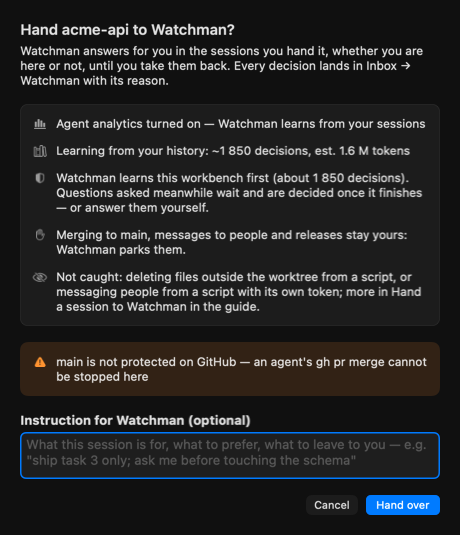 Hand acme-api to Watchman?
Watchman answers for you in the sessions you hand it, whether you are
here or not, until you take them back. Every decision lands in Inbox →
Watchman with its reason.
Agent analytics turned on — Watchman learns from your sessions
Learning from your history: ~1 850 decisions, est. 1.6 M tokens
Watchman learns this workbench first (about 1 850 decisions).
Questions asked meanwhile wait and are decided once it finishes
— or answer them yourself.
Merging to main, messages to people and releases stay yours:
Watchman parks them.
Not caught: deleting files outside the worktree from a script, or
messaging people from a script with its own token; more in Hand
a session to Watchman in the guide.
main is not protected on GitHub — an agent's gh pr merge cannot
be stopped here
Instruction for Watchman (optional)
What this session is for, what to prefer, what to leave to you — e.g.
"ship task 3 only; ask me before touching the schema"
Cancel
Hand over